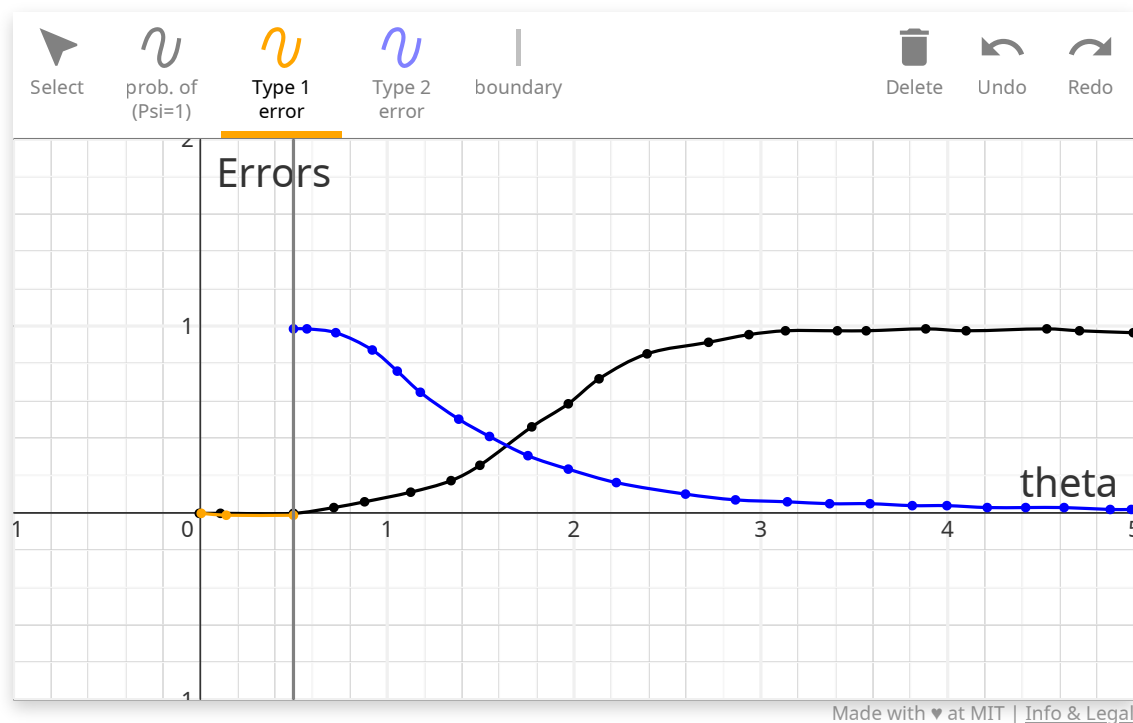 Select
prob. of
(Psi=1)
Type 1
error
Type 2
error
boundary
Delete
Undo
Redo
2
Errors
1
theta
1 0 1 2 3 4 5
1
Made with ♥ at MIT | Info & Legal